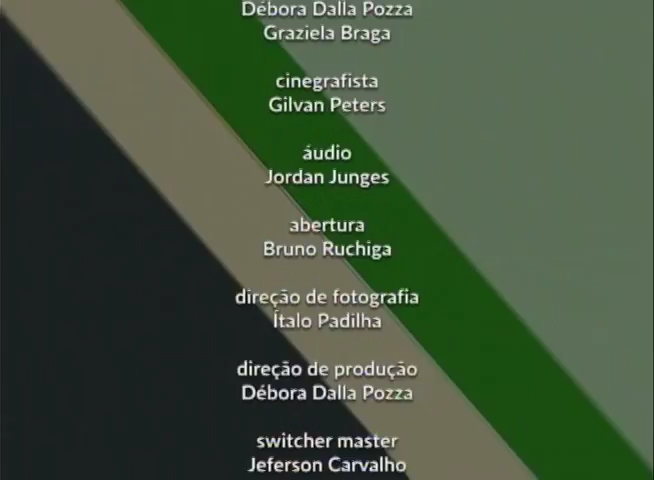 Débora Dalla Pozza
Graziela Braga
cinegrafista
Gilvan Peters
áudio
Jordan Junges
abertura
Bruno Ruchiga
direção de fotografia
Ítalo Padilha
direção de produção
Débora Dalla Pozza
switcher master
Jeferson Carvalho